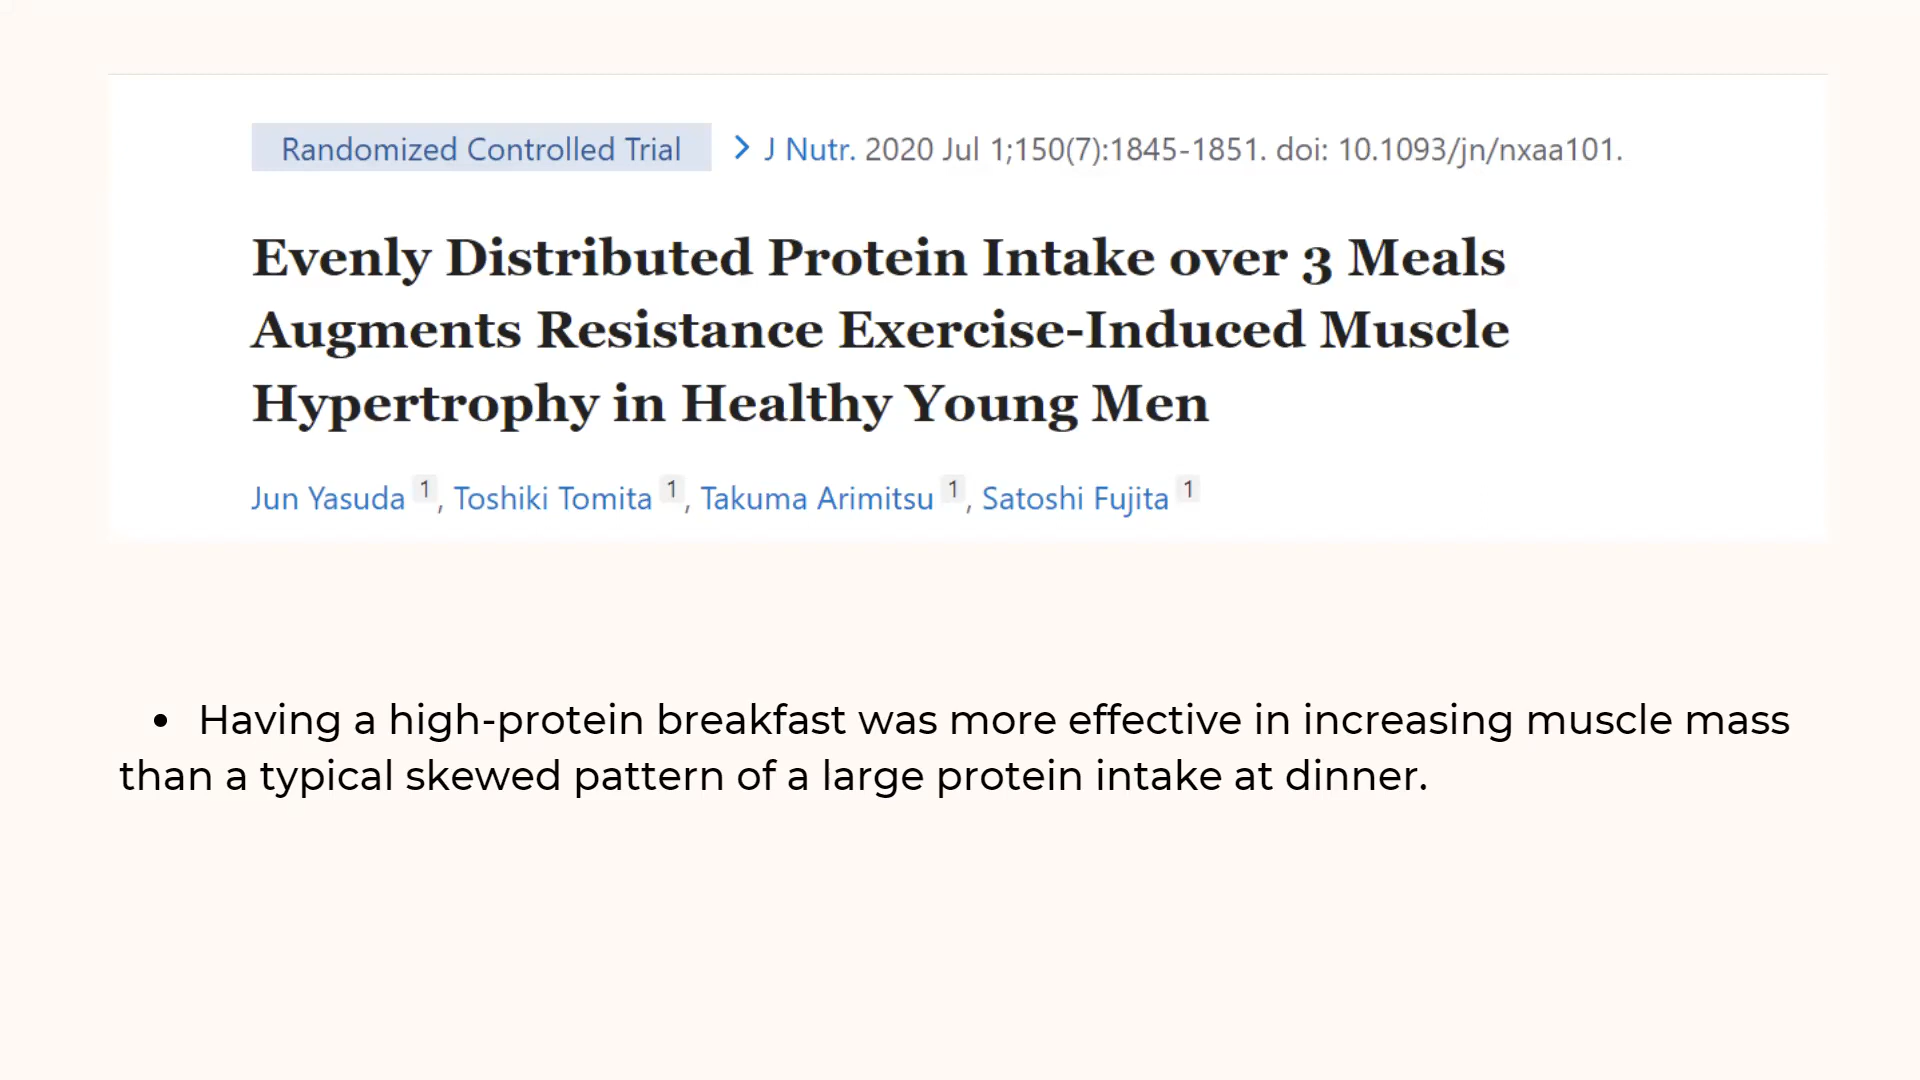 Randomized Controlled Trial > J Nutr. 2020 Jul 1;150(7):1845-1851. doi: 10.1093/jn/nxaa101.
Evenly Distributed Protein Intake over 3 Meals
Augments Resistance Exercise-Induced Muscle
Hypertrophy in Healthy Young Men
Jun Yasuda 1, Toshiki Tomita 1, Takuma Arimitsu 1, Satoshi Fujita 1
• Having a high-protein breakfast was more effective in increasing muscle mass
than a typical skewed pattern of a large protein intake at dinner.